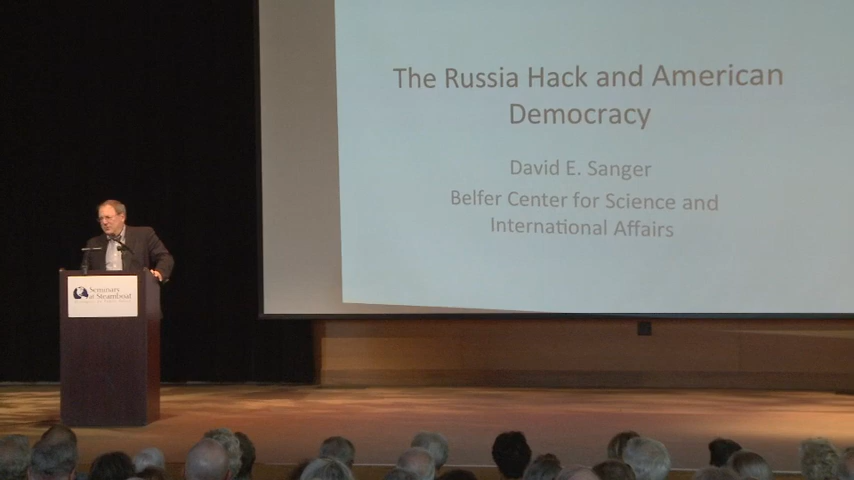 The Russia Hack and American
Democracy
David E. Sanger
Belfer Center for Science and
International Affairs
Seminars
at Steamboat